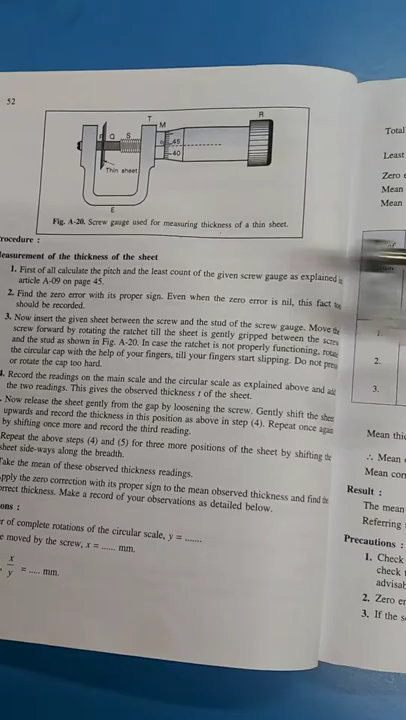 52
T
M
R
P Q S
45
40
Thin sheet
E
Fig. A-20. Screw gauge used for measuring thickness of a thin sheet.
rocedure :
easurement of the thickness of the sheet
1. First of all calculate the pitch and the least count of the given screw gauge as explained in
article A-09 on page 45.
2. Find the zero error with its proper sign. Even when the zero error is nil, this fact too
should be recorded.
3. Now insert the given sheet between the screw and the stud of the screw gauge. Move the
screw forward by rotating the ratchet till the sheet is gently gripped between the screw
and the stud as shown in Fig. A-20. In case the ratchet is not properly functioning, rotate
the circular cap with the help of your fingers, till your fingers start slipping. Do not press
or rotate the cap too hard.
4. Record the readings on the main scale and the circular scale as explained above and add
the two readings. This gives the observed thickness t of the sheet.
Now release the sheet gently from the gap by loosening the screw. Gently shift the sheet
upwards and record the thickness in this position as above in step (4). Repeat once again
by shifting once more and record the third reading.
Repeat the above steps (4) and (5) for three more positions of the sheet by shifting the
sheet side-ways along the breadth.
Take the mean of these observed thickness readings.
pply the zero correction with its proper sign to the mean observed thickness and find the
orrect thickness. Make a record of your observations as detailed below.
ons :
r of complete rotations of the circular scale, y = .......
e moved by the screw, x = ...... mm.
x
y
= ..... mm.
Total
Least
Zero e
Mean
Mean
1.
2.
3.
Mean thic
∴ Mean c
Mean corr
Result :
The mean
Referring t
Precautions :
1. Check
check t
advisab
2. Zero er
3. If the s